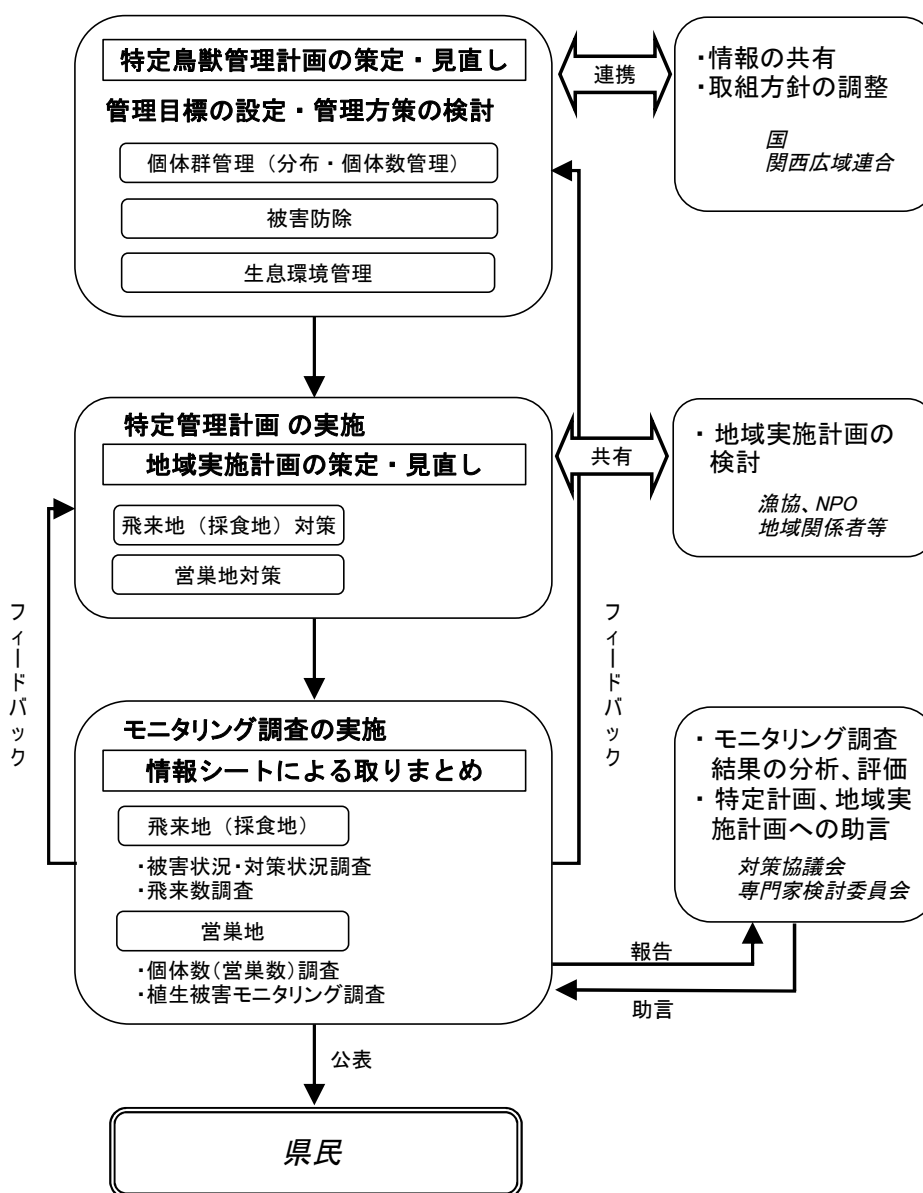 特定鳥獣管理計画の策定・見直し
管理目標の設定・管理方策の検討
個体群管理（分布・個体数管理）
被害防除
生息環境管理
連携
・情報の共有
・取組方針の調整
国
関西広域連合
特定管理計画 の実施
地域実施計画の策定・見直し
飛来地（採食地）対策
営巣地対策
共有
・ 地域実施計画の
検討
漁協、NPO
地域関係者等
フィードバック
フィードバック
モニタリング調査の実施
情報シートによる取りまとめ
飛来地（採食地）
・被害状況・対策状況調査
・飛来数調査
営巣地
・個体数（営巣数）調査
・植生被害モニタリング調査
・ モニタリング調査
結果の分析、評価
・ 特定計画、地域実
施計画への助言
対策協議会
専門家検討委員会
報告
助言
公表
県民